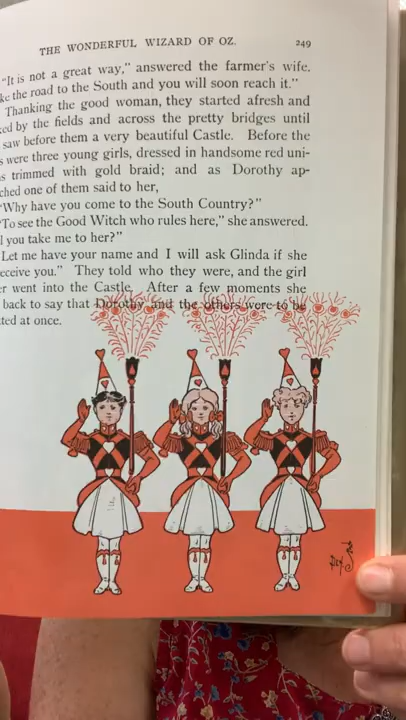 THE WONDERFUL WIZARD OF OZ. 249
"It is not a great way," answered the farmer's wife.
ke the road to the South and you will soon reach it."
Thanking the good woman, they started afresh and
ked by the fields and across the pretty bridges until
saw before them a very beautiful Castle. Before the
s were three young girls, dressed in handsome red uni-
s trimmed with gold braid; and as Dorothy ap-
ched one of them said to her,
"Why have you come to the South Country?"
"To see the Good Witch who rules here," she answered.
l you take me to her?"
Let me have your name and I will ask Glinda if she
eceive you." They told who they were, and the girl
er went into the Castle. After a few moments she
back to say that Dorothy and the others were to be
ted at once.